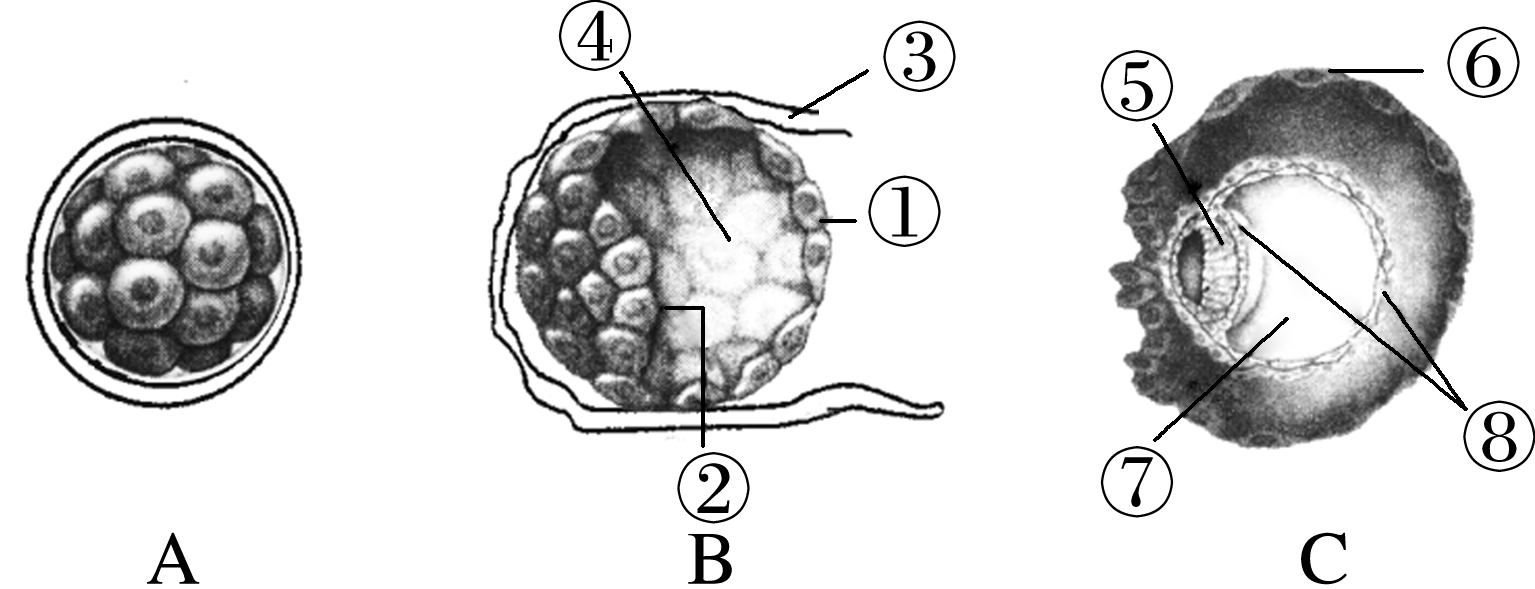 ④
③
⑤
⑥
①
②
⑦
⑧
A
B
C